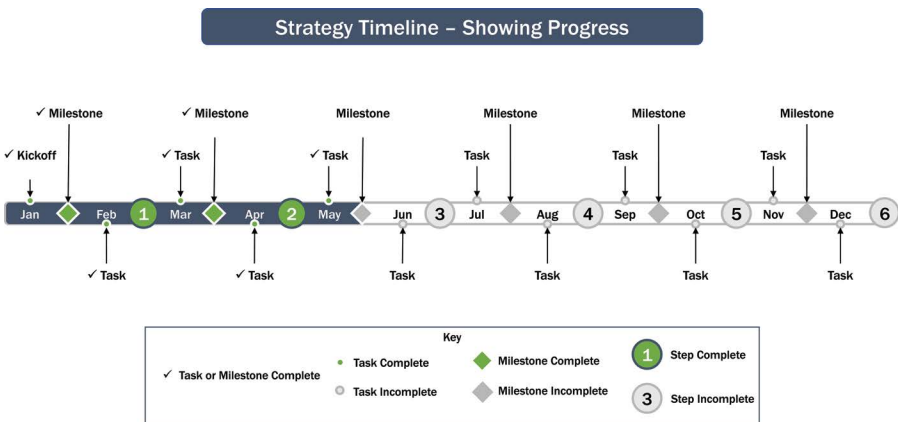 Strategy Timeline – Showing Progress
✓ Milestone ✓ Milestone Milestone Milestone Milestone Milestone
✓ Kickoff ✓ Task ✓ Task Task Task Task
Jan Feb 1 Mar Apr 2 May Jun 3 Jul Aug 4 Sep Oct 5 Nov Dec 6
✓ Task ✓ Task Task Task Task Task
Key
✓ Task or Milestone Complete
Task Complete
Task Incomplete
Milestone Complete
Milestone Incomplete
1 Step Complete
3 Step Incomplete